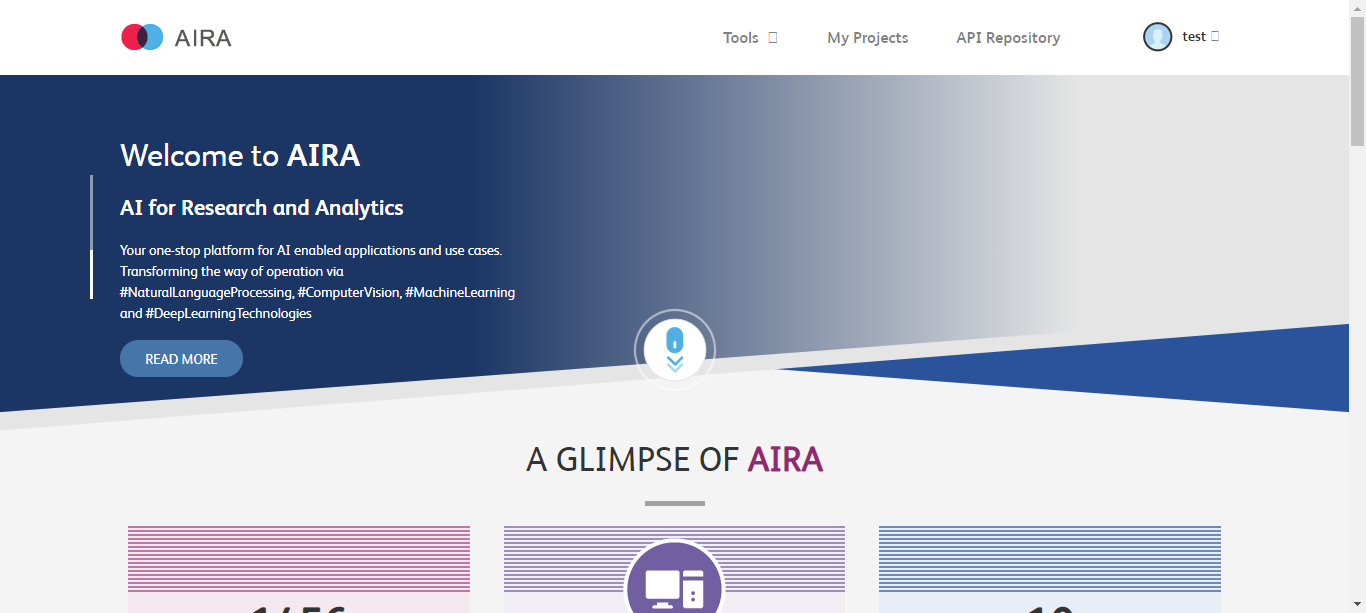 AIRA
Tools
My Projects
API Repository
test
Welcome to AIRA
AI for Research and Analytics
Your one-stop platform for AI enabled applications and use cases.
Transforming the way of operation via
#NaturalLanguageProcessing, #ComputerVision, #MachineLearning
and #DeepLearningTechnologies
READ MORE
A GLIMPSE OF AIRA